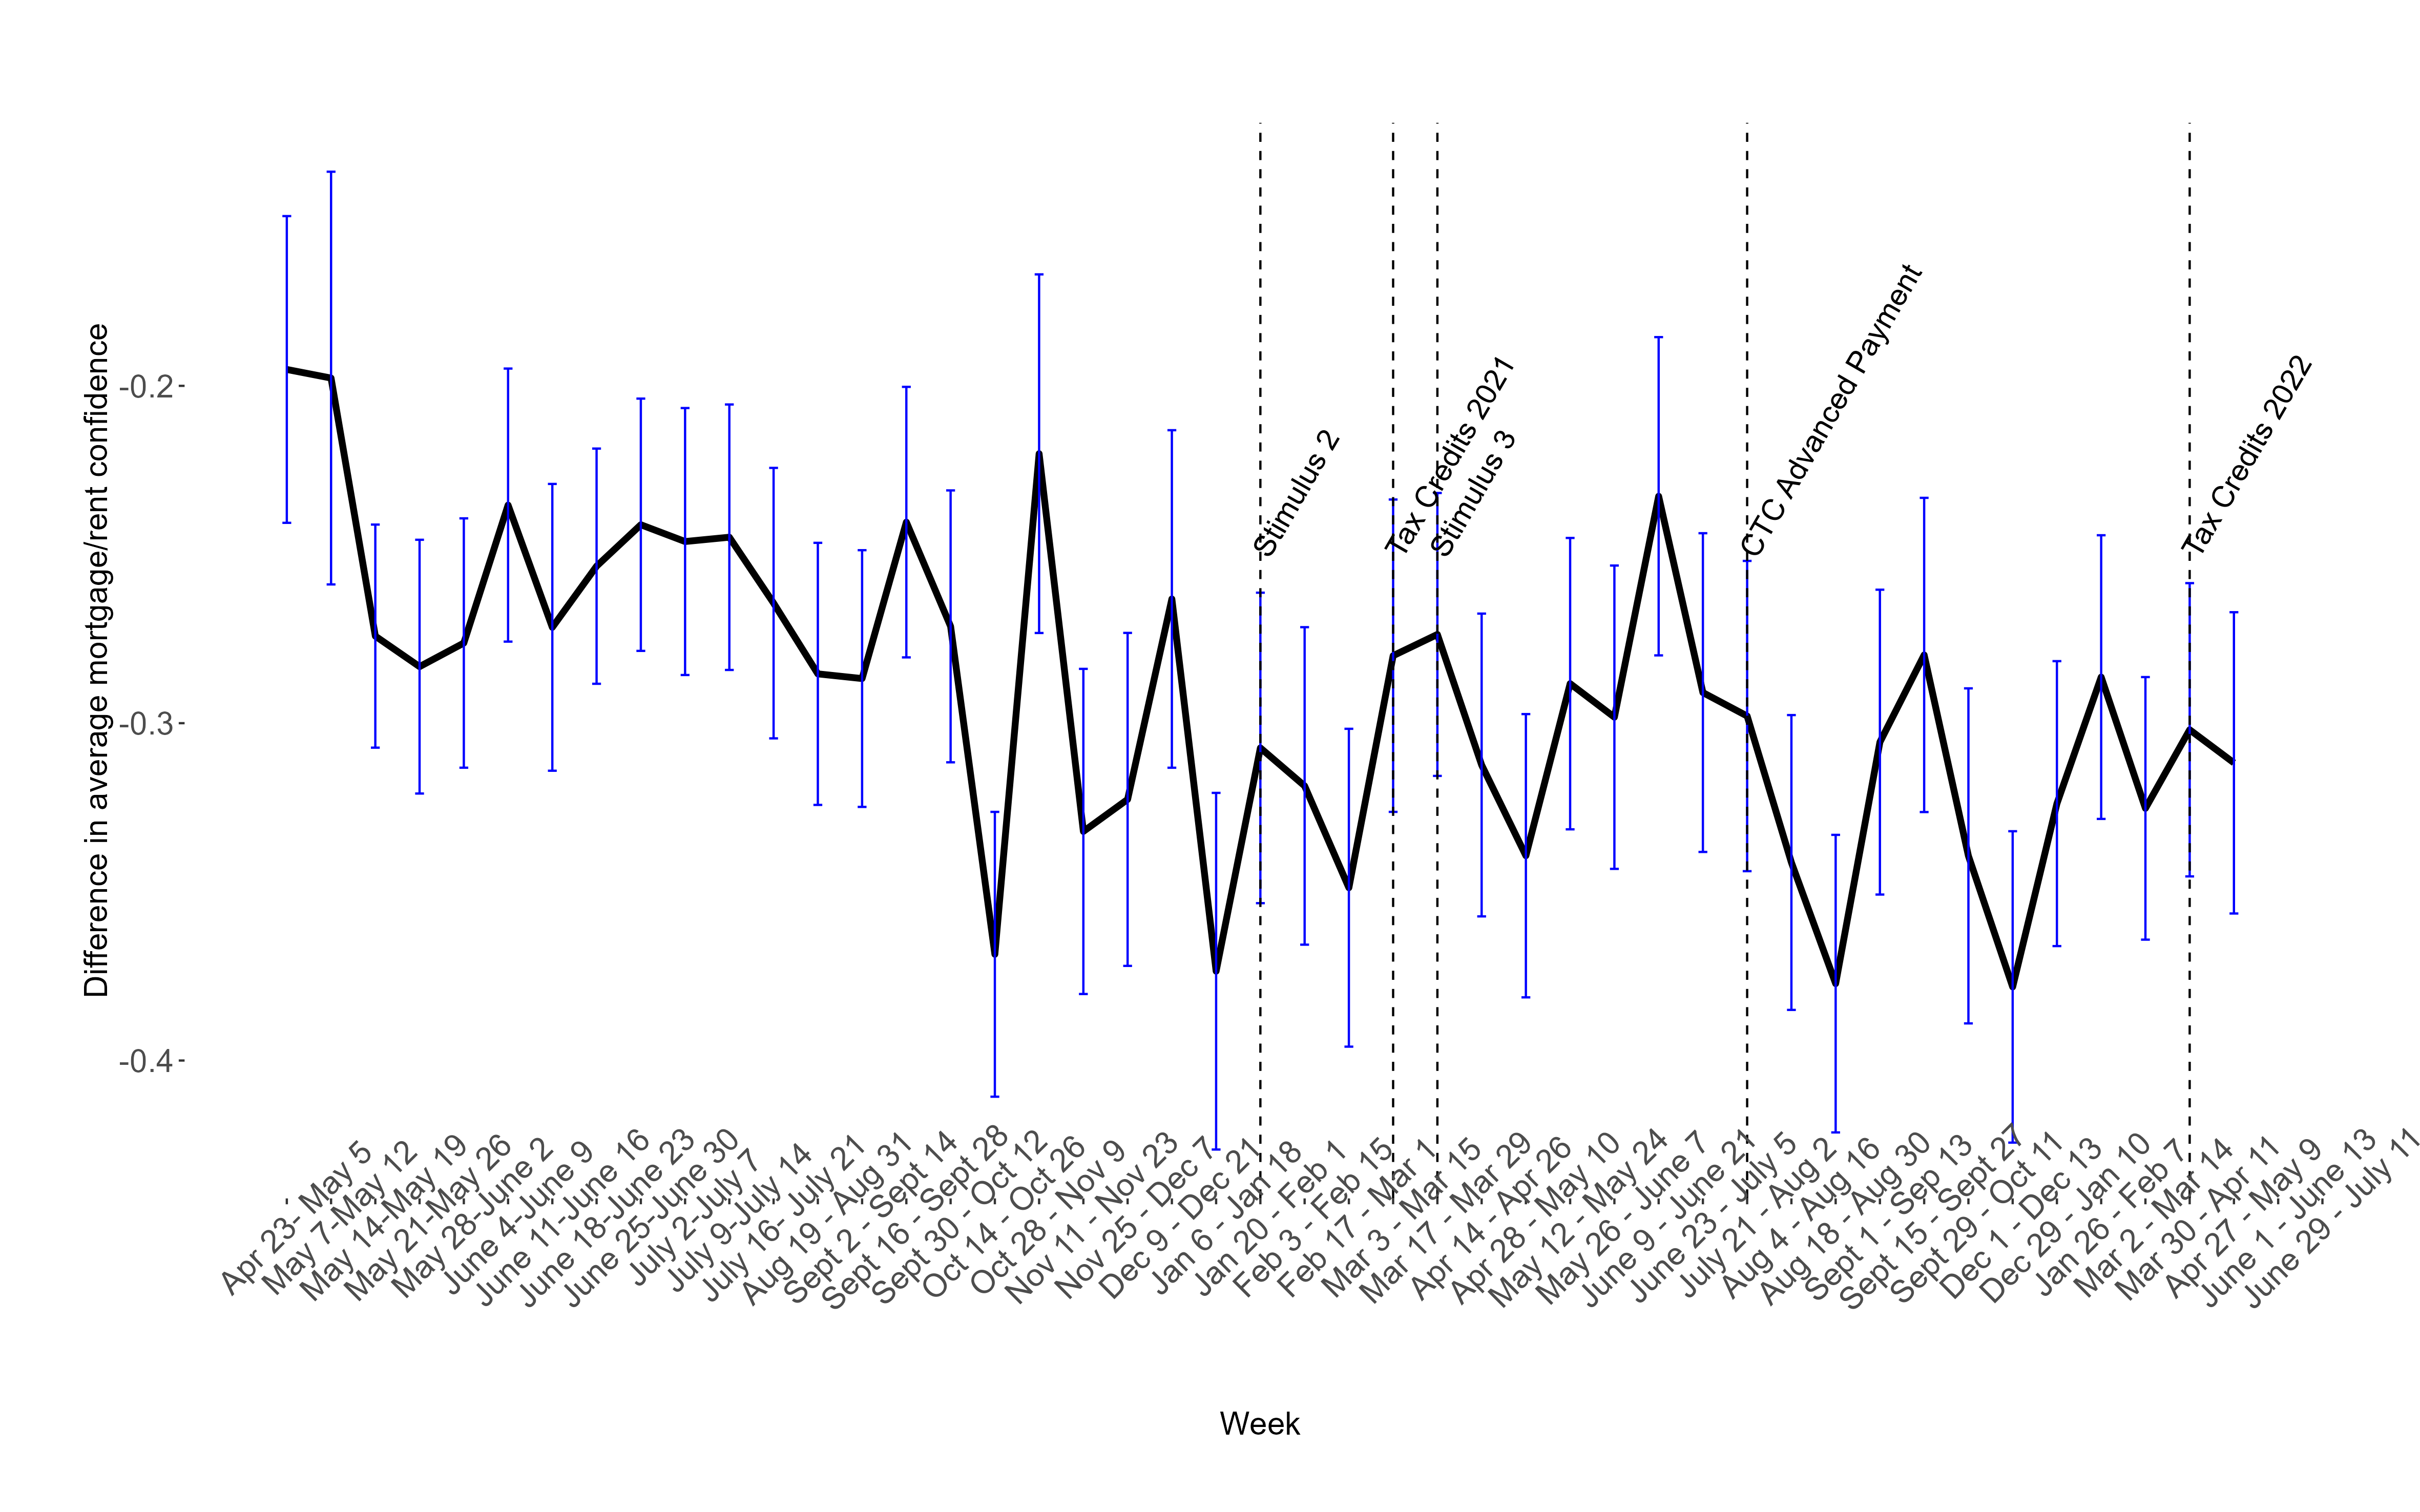 Difference in average mortgage/rent confidence
-0.2
-0.3
-0.4
Stimulus 2
Tax Credits 2021
Stimulus 3
CTC Advanced Payment
Tax Credits 2022
Apr 23- May 5
May 7-May 12
May 14-May 19
May 21-May 26
May 28-June 2
June 4-June 9
June 11-June 16
June 18-June 23
June 25-June 30
July 2-July 7
July 9-July 14
July 16- July 21
Aug 19 - Aug 31
Sept 2 - Sept 14
Sept 16 - Sept 28
Sept 30 - Oct 12
Oct 14 - Oct 26
Oct 28 - Nov 9
Nov 11 - Nov 23
Nov 25 - Dec 7
Dec 9 - Dec 21
Jan 6 - Jan 18
Jan 20 - Feb 1
Feb 3 - Feb 15
Feb 17 - Mar 1
Mar 3 - Mar 15
Mar 17 - Mar 29
Apr 14 - Apr 26
Apr 28 - May 10
May 12 - May 24
May 26 - June 7
June 9 - June 21
June 23 - July 5
July 21 - Aug 2
Aug 4 - Aug 16
Aug 18 - Aug 30
Sept 1 - Sep 13
Sept 15 - Sept 27
Sept 29 - Oct 11
Dec 1 - Dec 13
Dec 29 - Jan 10
Jan 26 - Feb 7
Mar 2 - Mar 14
Mar 30 - Apr 11
Apr 27 - May 9
June 1 - June 13
June 29 - July 11
Week